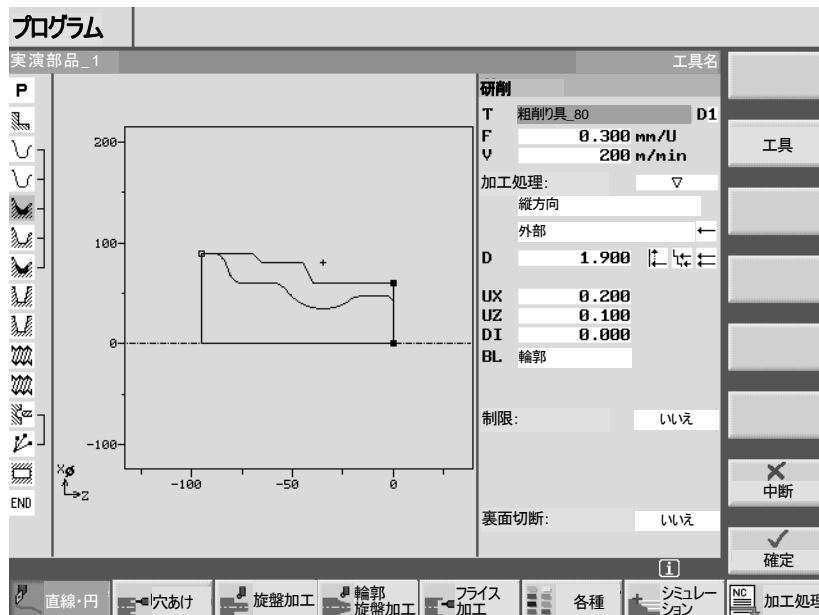 プログラム
実演部品_1
工具名
P
研削
T 粗削り具_80 D1
F 0.300 mm/U
V 200 m/min
工具
加工処理: ▽
縦方向
外部 ←
D 1.900
UX 0.200
UZ 0.100
DI 0.000
BL 輪郭
制限: いいえ
裏面切断: いいえ
200
100
0
-100
-100 -50 0
Xø
Z
END
中断
i
確定
直線・円
穴あけ
旋盤加工
輪郭
旋盤加工
フライス
加工
各種
シミュレー
ション
NC
加工処理